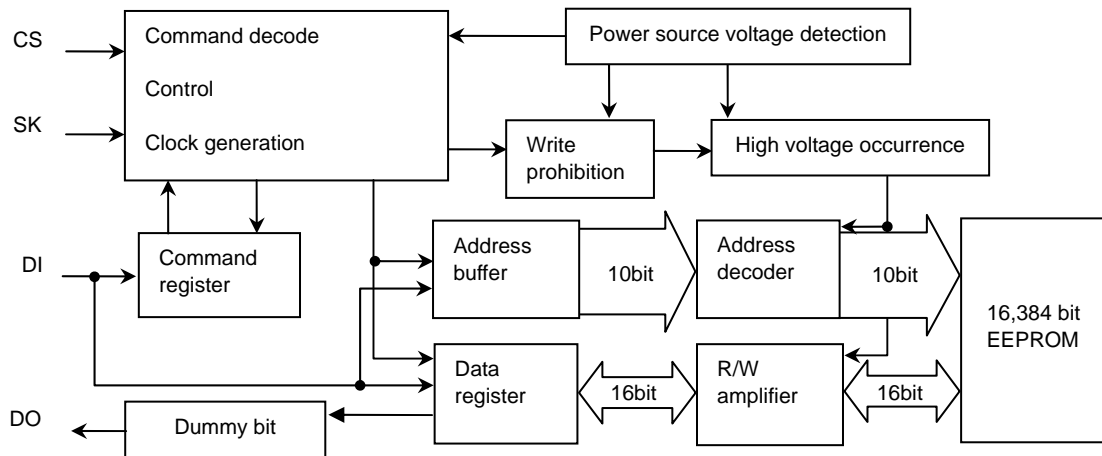 CS
Command decode
Control
Clock generation
Power source voltage detection
SK
Write
prohibition
High voltage occurrence
DI
Command
register
Address
buffer
10bit
Address
decoder
10bit
16,384 bit
EEPROM
Data
register
16bit
R/W
amplifier
16bit
DO
Dummy bit